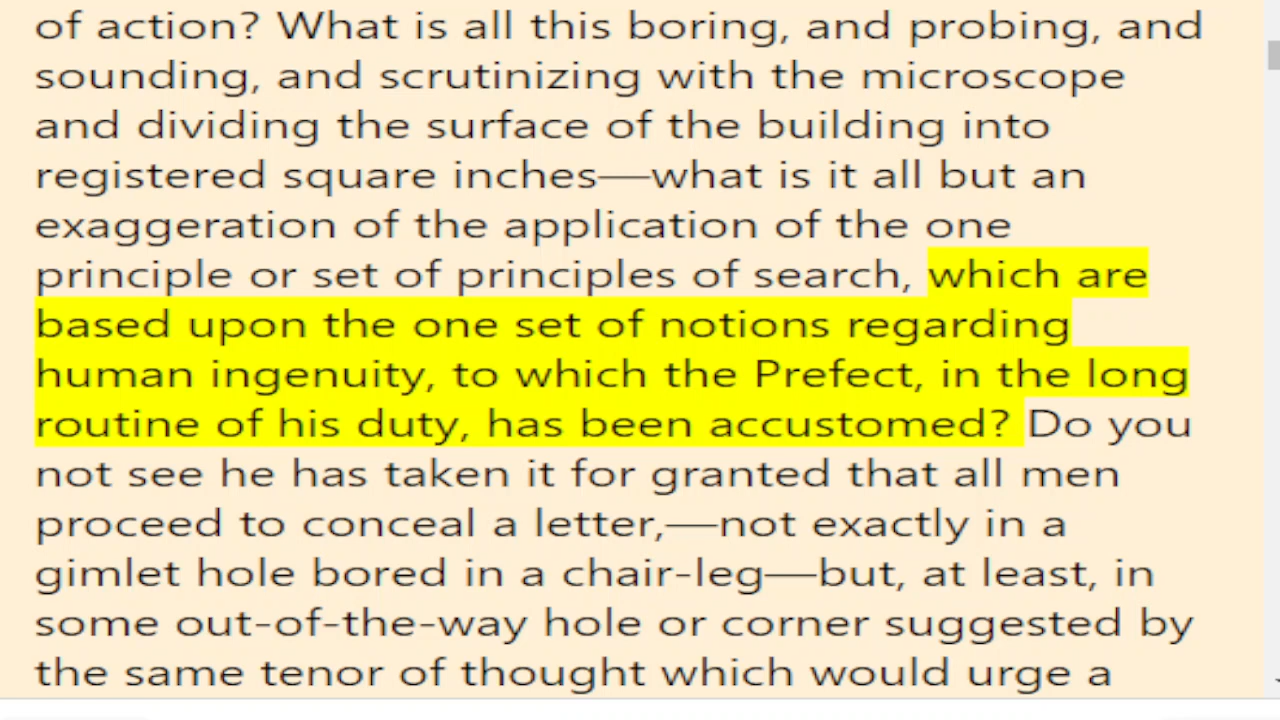 of action? What is all this boring, and probing, and
sounding, and scrutinizing with the microscope
and dividing the surface of the building into
registered square inches—what is it all but an
exaggeration of the application of the one
principle or set of principles of search, which are
based upon the one set of notions regarding
human ingenuity, to which the Prefect, in the long
routine of his duty, has been accustomed? Do you
not see he has taken it for granted that all men
proceed to conceal a letter,—not exactly in a
gimlet hole bored in a chair-leg—but, at least, in
some out-of-the-way hole or corner suggested by
the same tenor of thought which would urge a